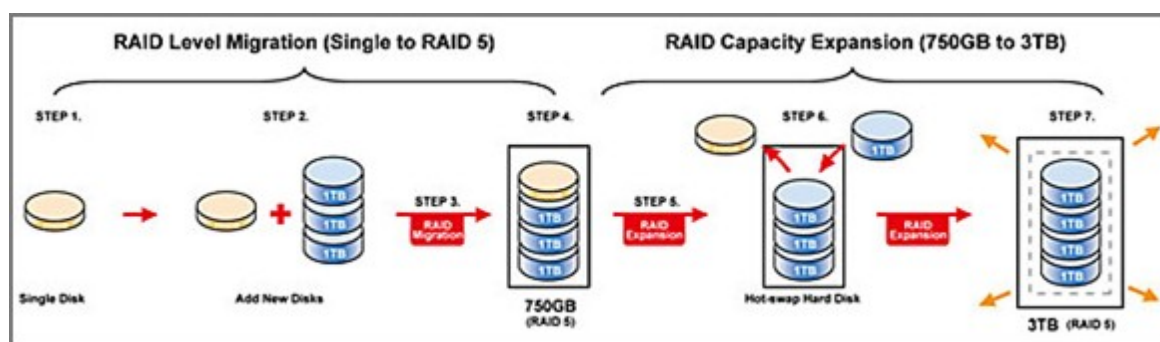 RAID Level Migration (Single to RAID 5)
RAID Capacity Expansion (750GB to 3TB)
STEP 1.
STEP 2.
STEP 4.
STEP 6.
STEP 7.
1TB
1TB
1TB
1TB
STEP 3.
RAID
Migration
1TB
1TB
1TB
STEP 5.
RAID
Expansion
1TB
1TB
1TB
RAID
Expansion
1TB
1TB
1TB
1TB
Single Disk
Add New Disks
750GB
(RAID 5)
Hot-swap Hard Disk
3TB (RAID 5)